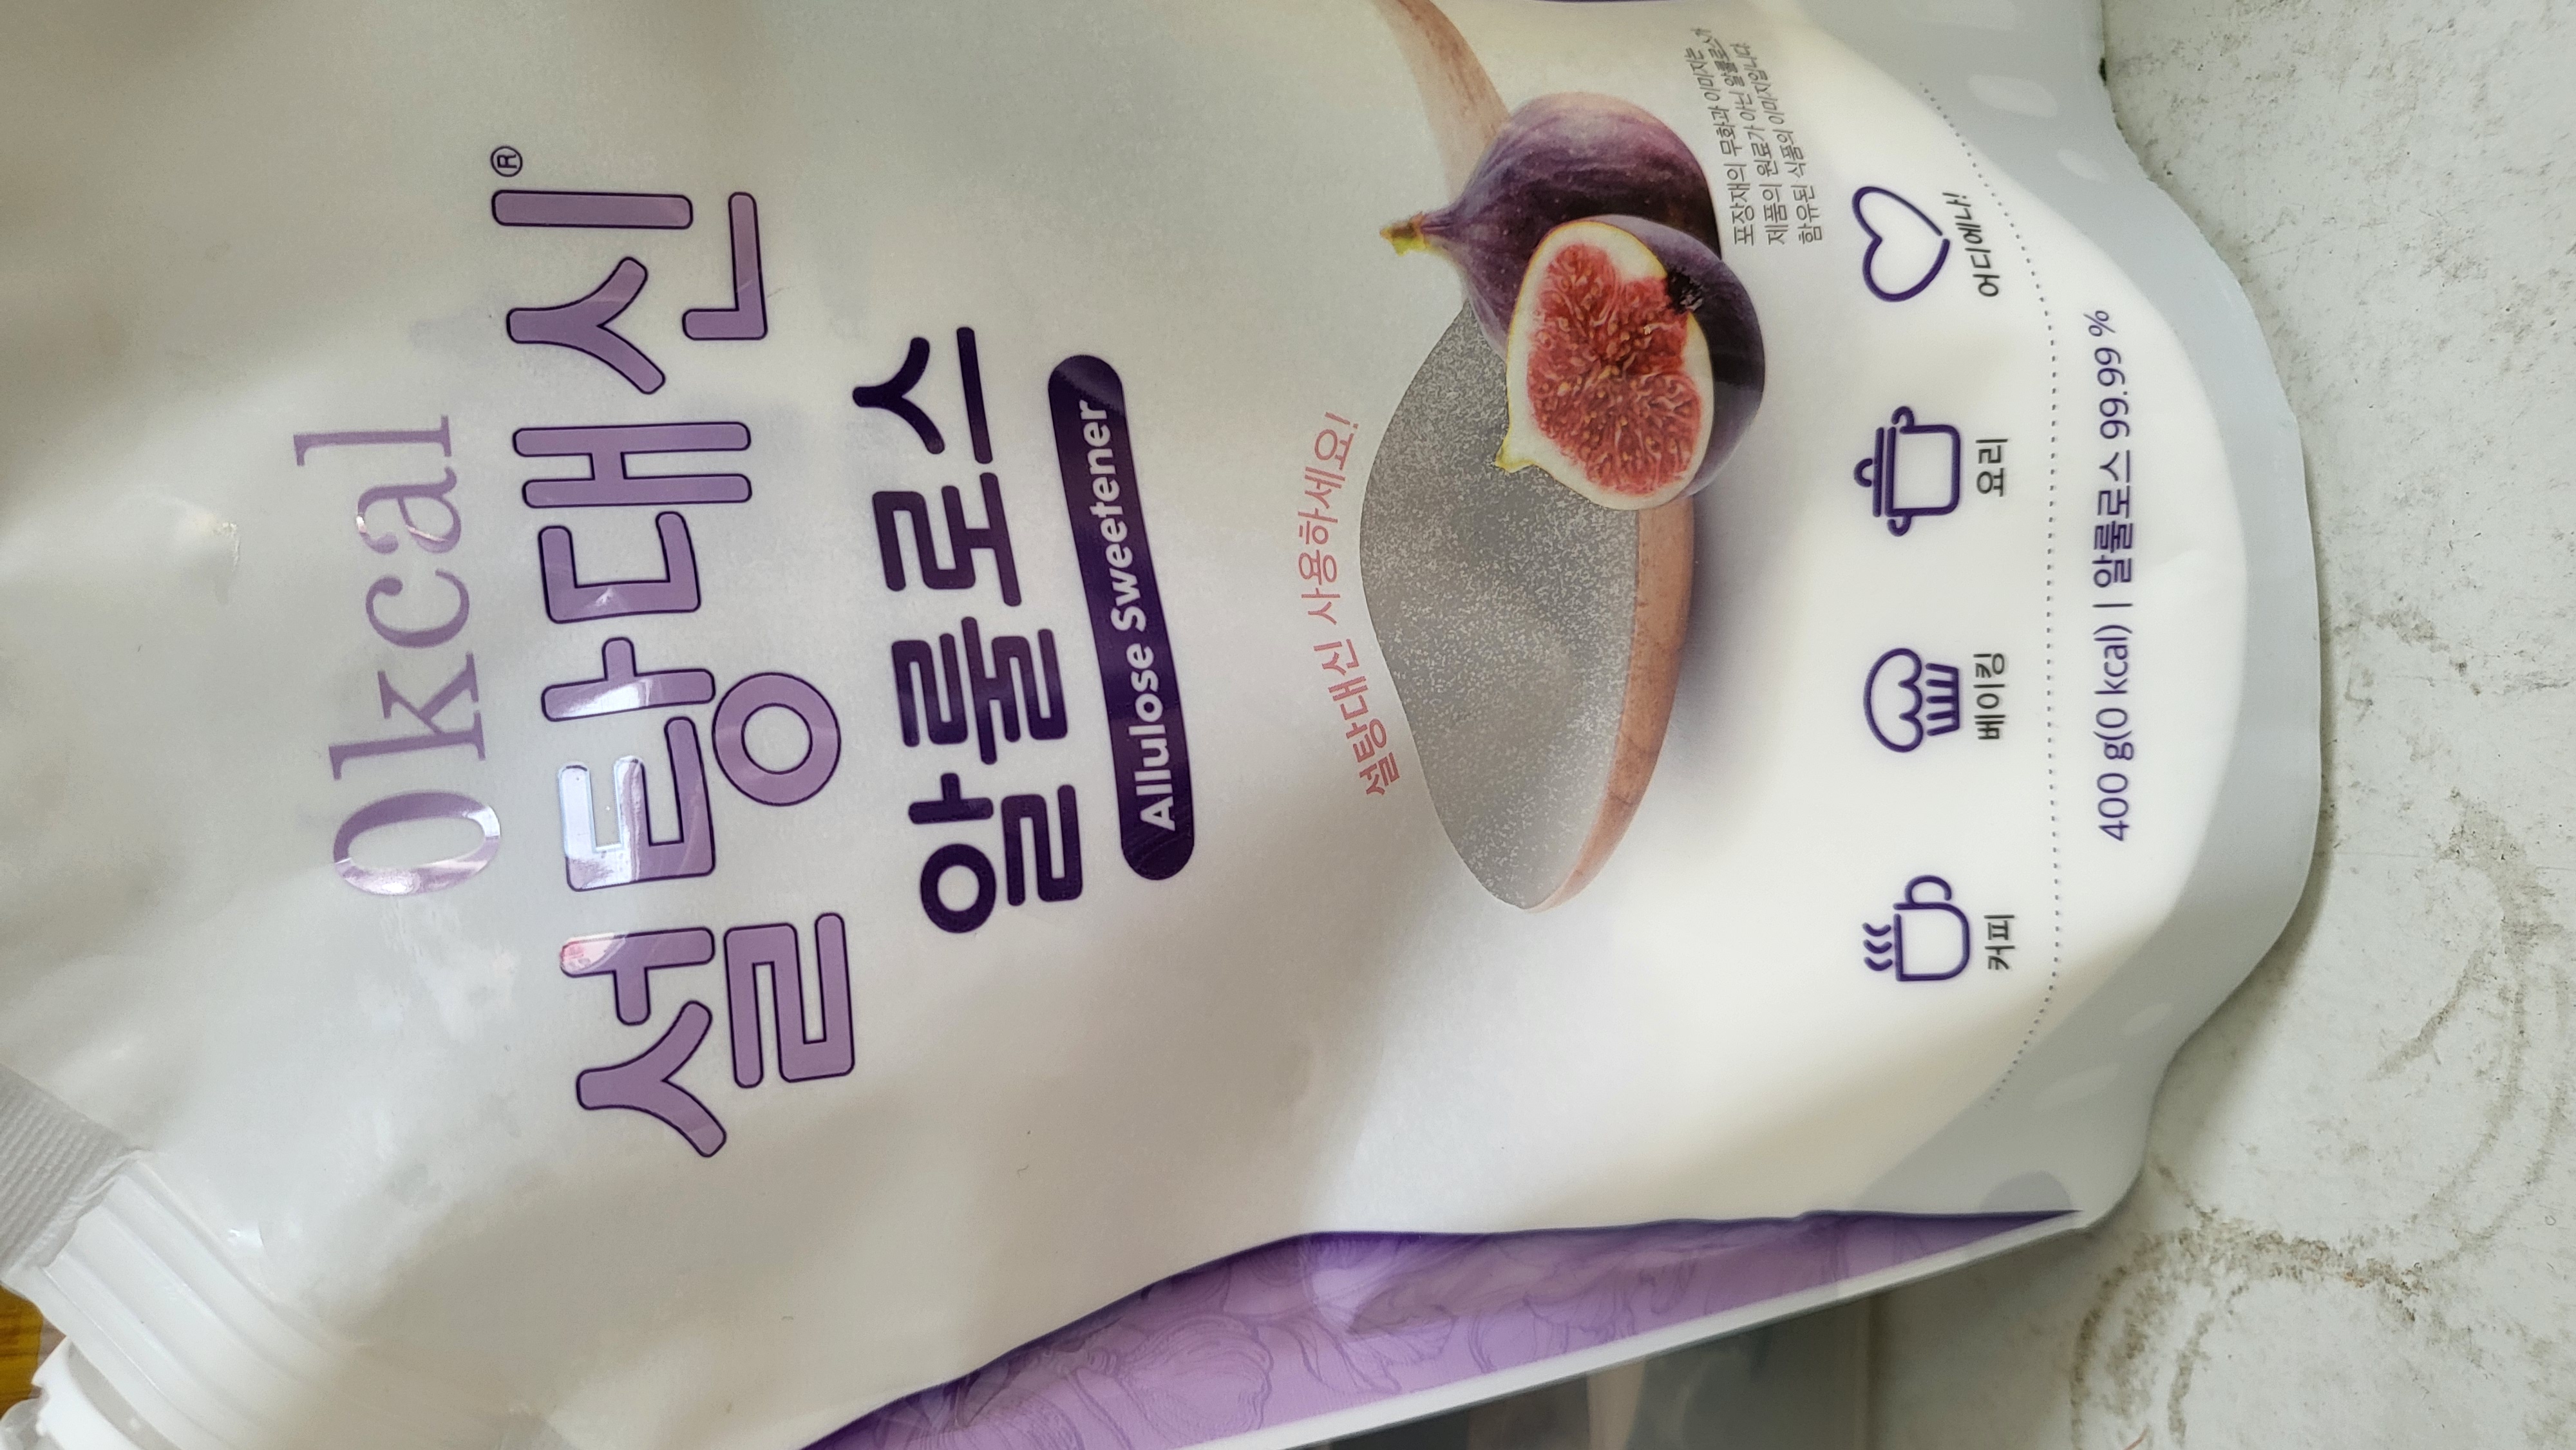 0kcal
설탕대신®
알룰로스
Allulose Sweetener
설탕대신 사용하세요!
포장재의 무화과 이미지는
제품의 원료가 아닌 알룰로스가
함유된 식품의 이미지입니다
커피
베이킹
요리
어디에나!
400 g(0 kcal) | 알룰로스 99.99 %